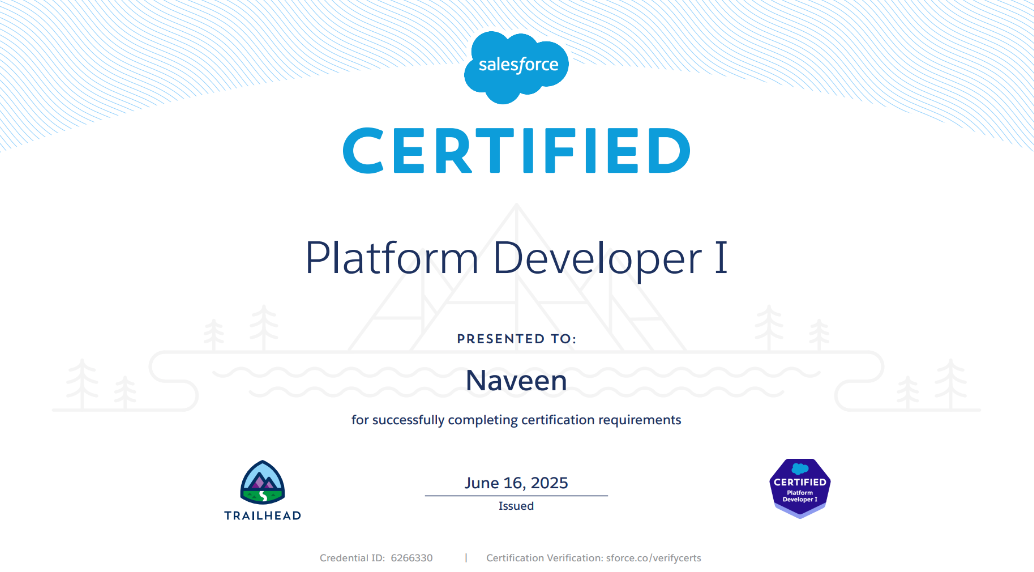 salesforce
CERTIFIED
Platform Developer I
PRESENTED TO:
Naveen
for successfully completing certification requirements
TRAILHEAD
June 16, 2025
Issued
CERTIFIED
Platform
Developer I
Credential ID: 6266330 | Certification Verification: sforce.co/verifycerts